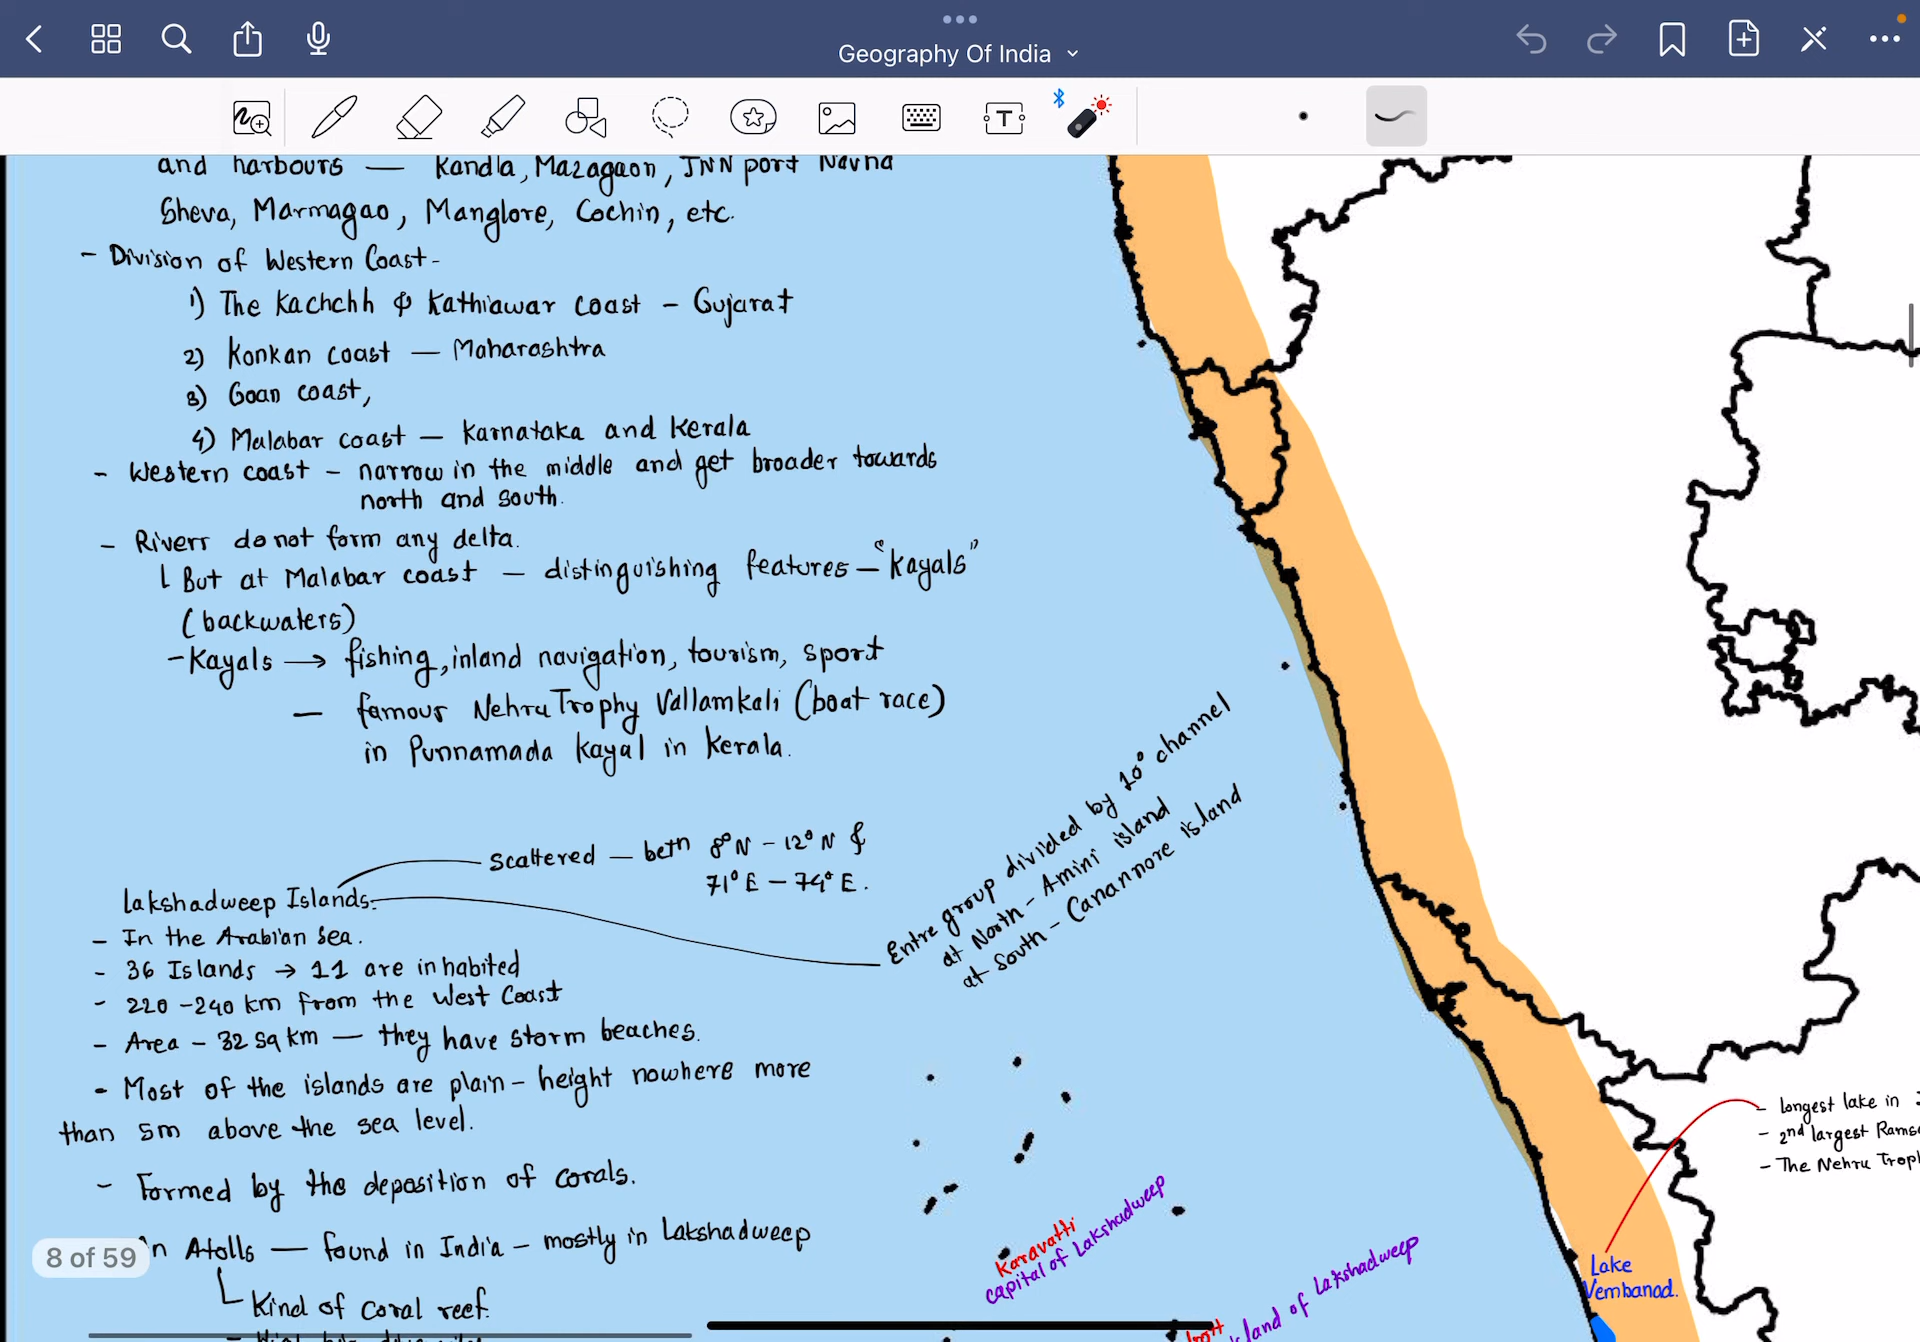 Geography Of India
and harbours — Kandla, Mazagaon, JNN port Navha
Sheva, Marmagao, Manglore, Cochin, etc.
- Division of Western Coast-
1) The Kachchh & Kathiawar coast - Gujarat
2) Konkan coast — Maharashtra
3) Goan coast,
4) Malabar coast — Karnataka and Kerala
- Western coast - narrow in the middle and get broader towards
north and south.
- Rivers do not form any delta.
But at Malabar coast — distinguishing features — "Kayals"
(backwaters)
- Kayals → fishing, inland navigation, tourism, sport
— famous Nehru Trophy Vallamkali (boat race)
in Punnamada Kayal in Kerala.
Scattered — betn 8°N - 12°N &
71°E - 74°E.
Lakshadweep Islands:
- In the Arabian Sea.
- 36 Islands → 11 are inhabited
- 220-240 km from the West Coast
- Area - 32 sq km — they have storm beaches.
- Most of the islands are plain - height nowhere more
than 5m above the sea level.
- Formed by the deposition of corals.
Atolls — found in India - mostly in Lakshadweep
Kind of coral reef.
8 of 59
Entre group divided by 10° channel
at North - Amini island
at South - Canannore island
Karavatti
capital of Lakshadweep
island of Lakshadweep
- longest lake in
- 2nd largest Rams
- The Nehru Trop
Lake
Vembanad.